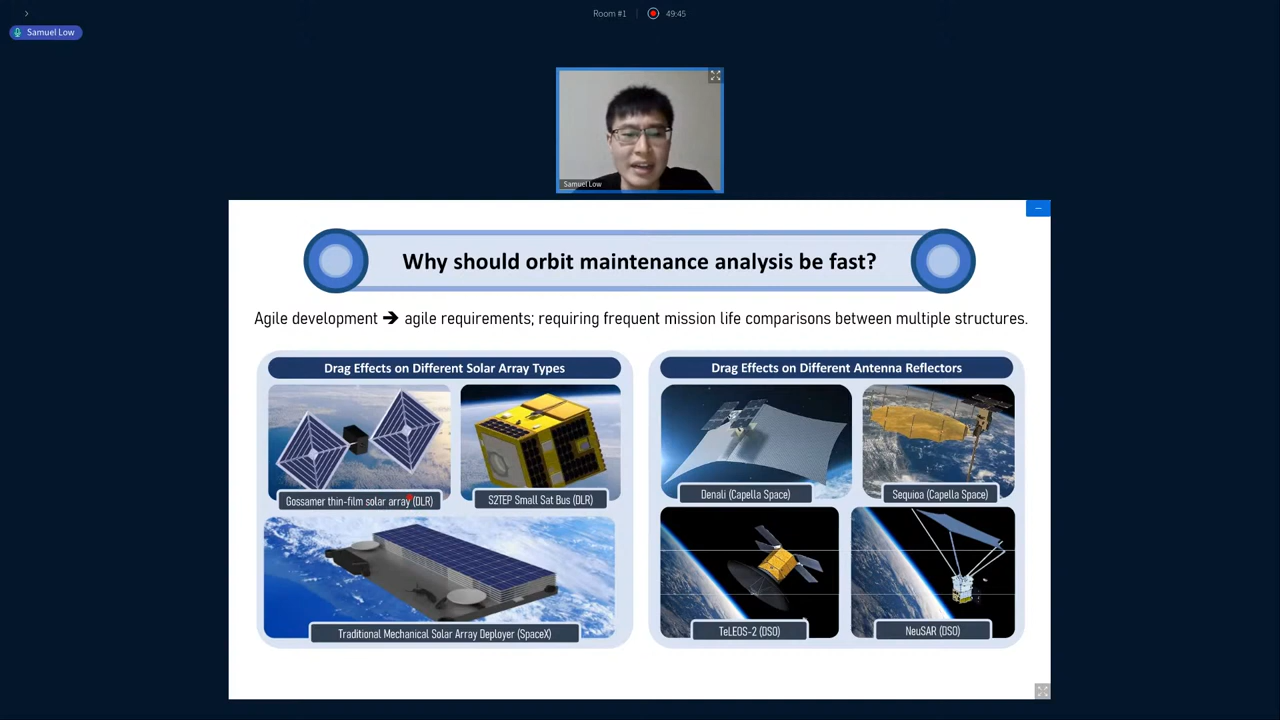 Room #1
49:45
Samuel Low
Samuel Low
Why should orbit maintenance analysis be fast?
Agile development ➔ agile requirements; requiring frequent mission life comparisons between multiple structures.
Drag Effects on Different Solar Array Types
Gossamer thin-film solar array (DLR)
S2TEP Small Sat Bus (DLR)
Traditional Mechanical Solar Array Deployer (SpaceX)
Drag Effects on Different Antenna Reflectors
Denali (Capella Space)
Sequioa (Capella Space)
TeLEOS-2 (DSO)
NeuSAR (DSO)